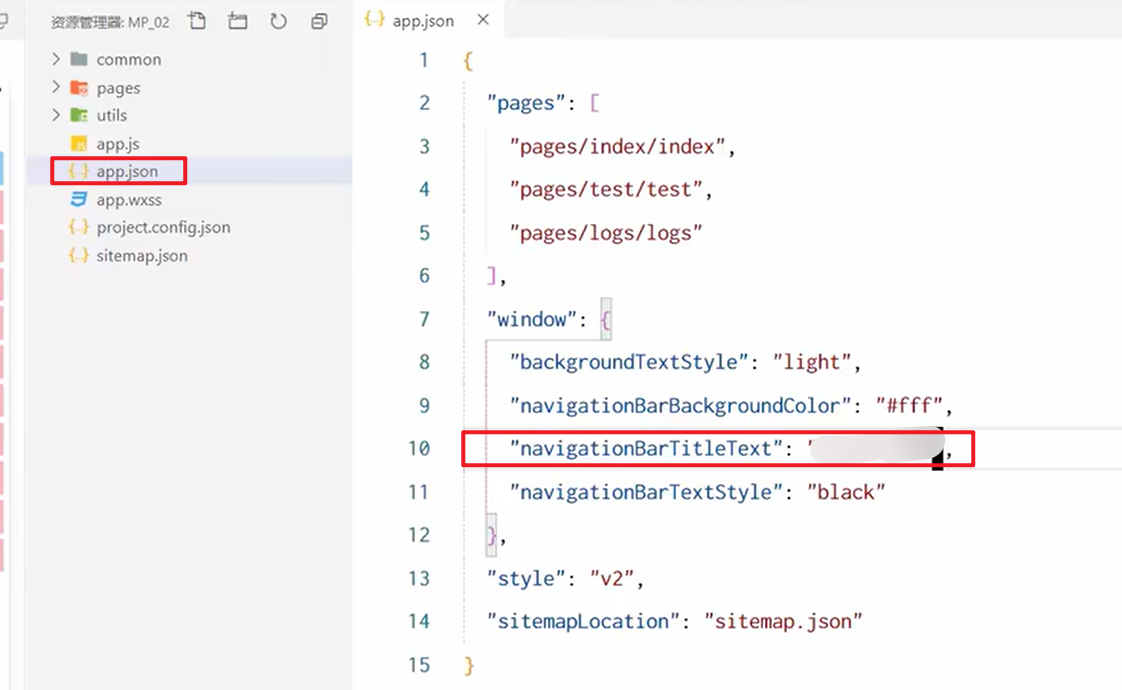 资源管理器: MP_02
common
pages
utils
app.js
app.json
app.wxss
project.config.json
sitemap.json
app.json
1 {
2 "pages": [
3 "pages/index/index",
4 "pages/test/test",
5 "pages/logs/logs"
6 ],
7 "window": {
8 "backgroundTextStyle": "light",
9 "navigationBarBackgroundColor": "#fff",
10 "navigationBarTitleText": " ,
11 "navigationBarTextStyle": "black"
12 },
13 "style": "v2",
14 "sitemapLocation": "sitemap.json"
15 }